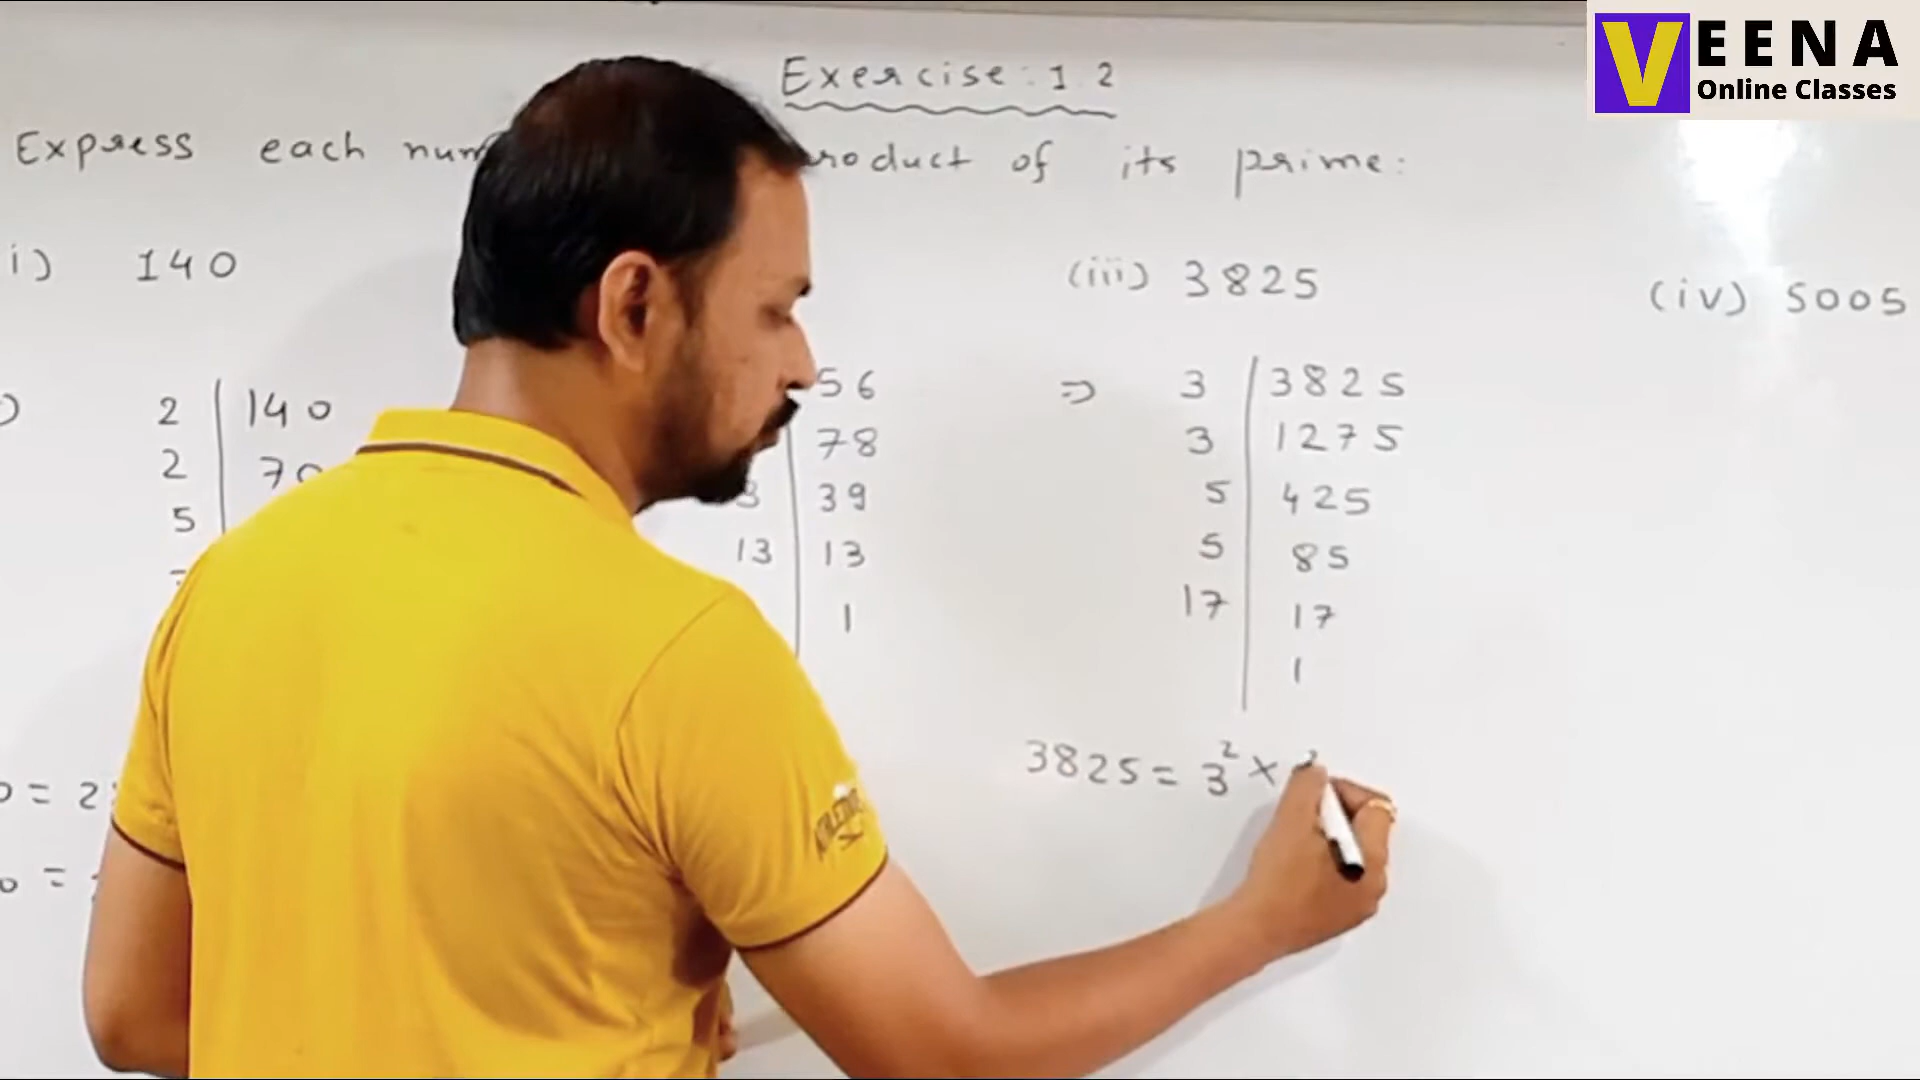 VEENA
Online Classes
Exercise: 1.2
Express each product of its prime:
i) 140
(iii) 3825
(iv) 5005
2 140
2 70
5
56
78
39
13 13
1
⇒ 3 3825
3 1275
5 425
5 85
17 17
1
3825 = 3² ×
= 2
=